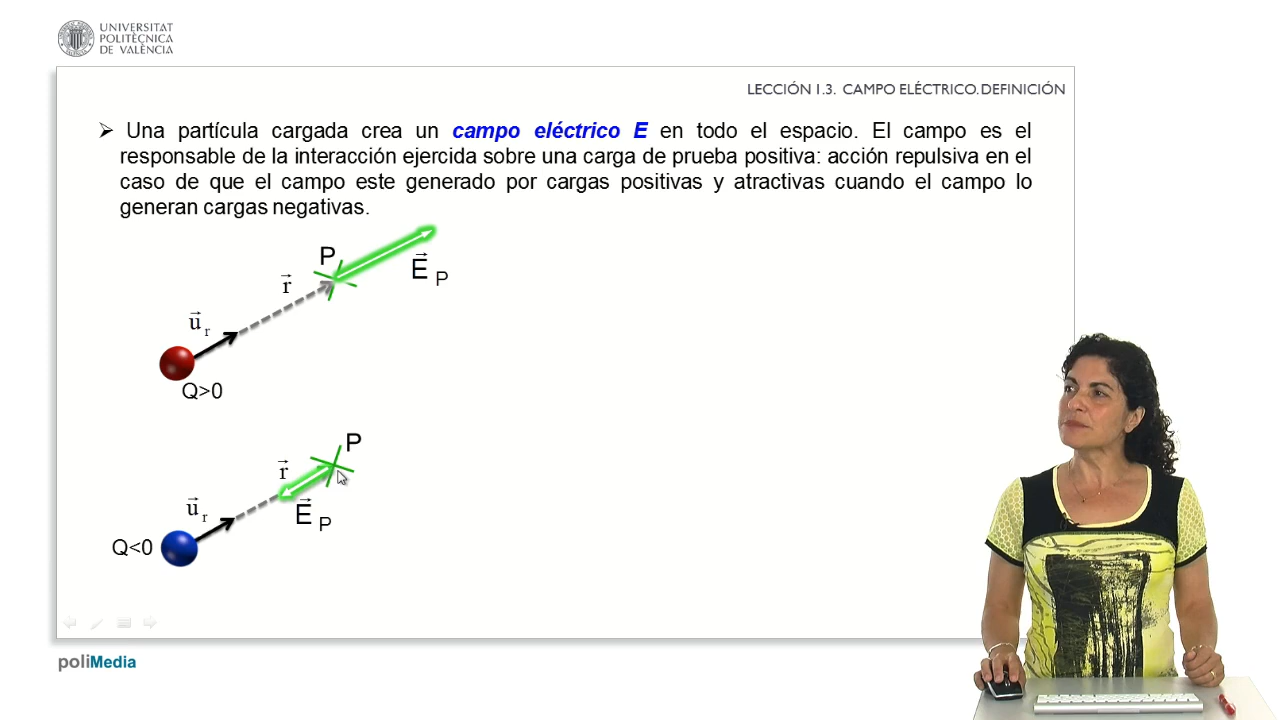 UNIVERSITAT
POLITÈCNICA
DE VALÈNCIA
LECCIÓN 1.3. CAMPO ELÉCTRICO. DEFINICIÓN
➢ Una partícula cargada crea un campo eléctrico E en todo el espacio. El campo es el
responsable de la interacción ejercida sobre una carga de prueba positiva: acción repulsiva en el
caso de que el campo este generado por cargas positivas y atractivas cuando el campo lo
generan cargas negativas.
P
E⃗ P
r⃗
u⃗ r
Q>0
P
r⃗
E⃗ P
u⃗ r
Q<0
poliMedia